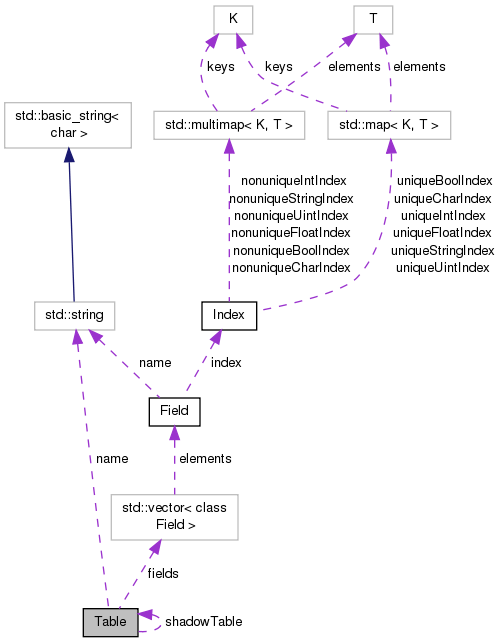 K
T
keys
keys
elements
elements
std::basic_string<
char >
std::multimap< K, T >
std::map< K, T >
nonuniqueIntIndex
nonuniqueStringIndex
nonuniqueUintIndex
nonuniqueFloatIndex
nonuniqueBoolIndex
nonuniqueCharIndex
uniqueBoolIndex
uniqueCharIndex
uniqueIntIndex
uniqueFloatIndex
uniqueStringIndex
uniqueUintIndex
std::string
Index
name
index
Field
name
elements
std::vector< class
Field >
fields
Table
shadowTable